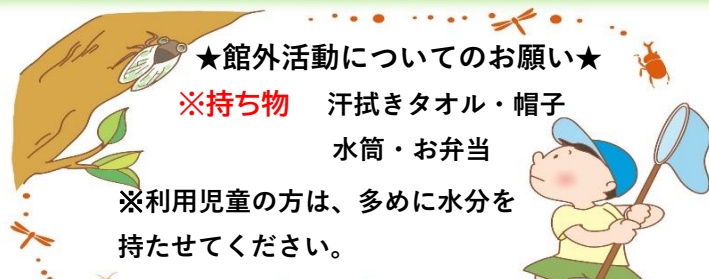 ★館外活動についてのお願い★
※持ち物 汗拭きタオル・帽子
水筒・お弁当
※利用児童の方は、多めに水分を
持たせてください。